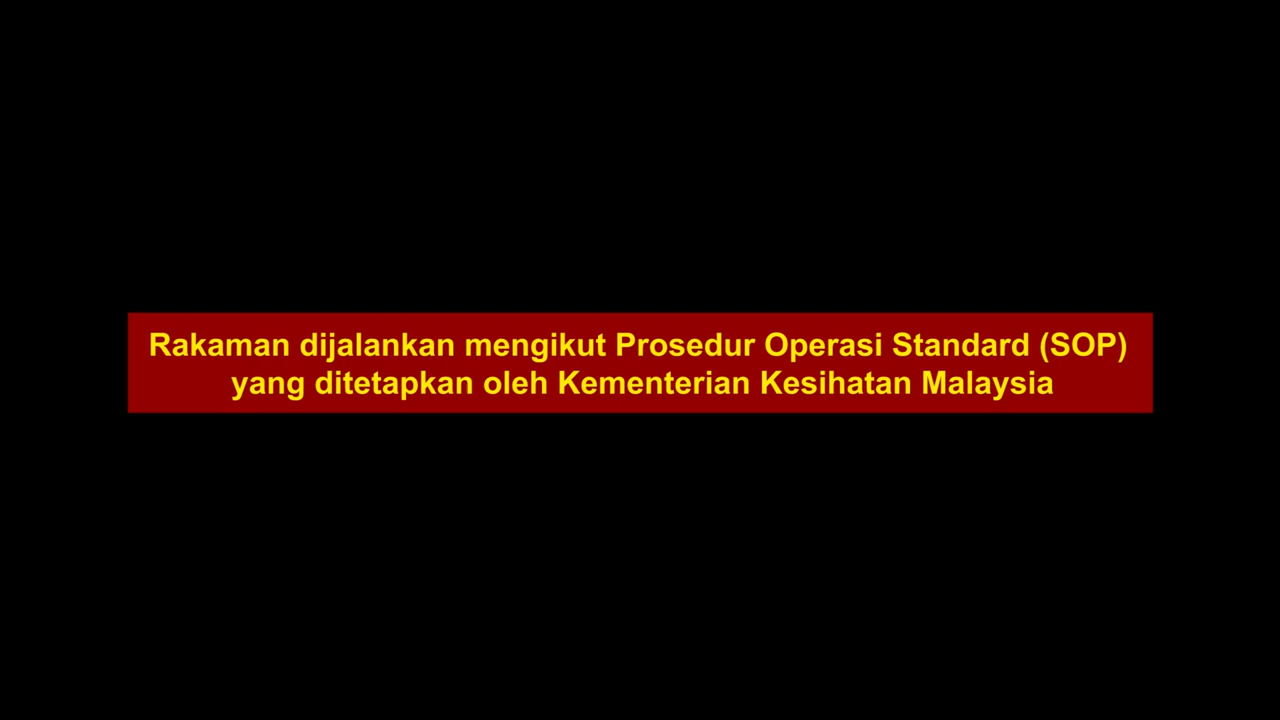 Rakaman dijalankan mengikut Prosedur Operasi Standard (SOP)
yang ditetapkan oleh Kementerian Kesihatan Malaysia